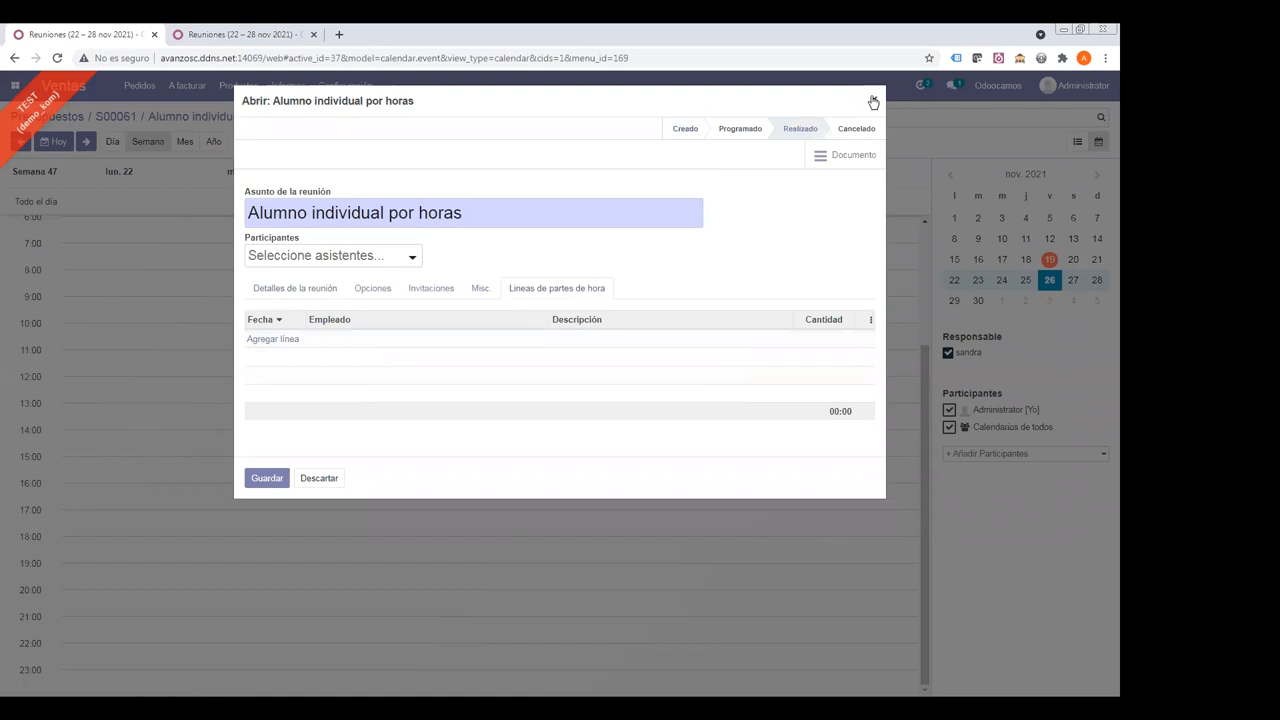 Reuniones (22 – 28 nov 2021) - C
Reuniones (22 – 28 nov 2021) - C
No es seguro
avanzosc.ddns.net:14069/web#active_id=37&model=calendar.event&view_type=calendar&cids=1&menu_id=169
A
TEST
(demo_kom)
Ventas
Pedidos
A facturar
2
1
Odoocamos
Administrator
/ S00061 / Alumno individu
Hoy
Día
Semana
Mes
Año
Semana 47
lun. 22
Todo el día
6:00
7:00
8:00
9:00
10:00
11:00
12:00
13:00
14:00
15:00
16:00
17:00
18:00
19:00
20:00
21:00
22:00
23:00
Abrir: Alumno individual por horas
Creado
Programado
Realizado
Cancelado
Documento
Asunto de la reunión
Alumno individual por horas
Participantes
Seleccione asistentes...
Detalles de la reunión
Opciones
Invitaciones
Misc.
Lineas de partes de hora
Fecha
Empleado
Descripción
Cantidad
Agregar línea
00:00
Guardar
Descartar
nov. 2021
l m m j v s d
1 2 3 4 5 6 7
8 9 10 11 12 13 14
15 16 17 18 19 20 21
22 23 24 25 26 27 28
29 30 1 2 3 4 5
Responsable
sandra
Participantes
Administrator [Yo]
Calendarios de todos
+ Añadir Participantes